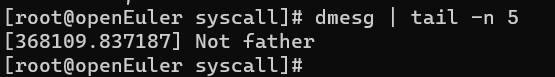 [root@openEuler syscall]# dmesg | tail -n 5
[368109.837187] Not father
[root@openEuler syscall]#